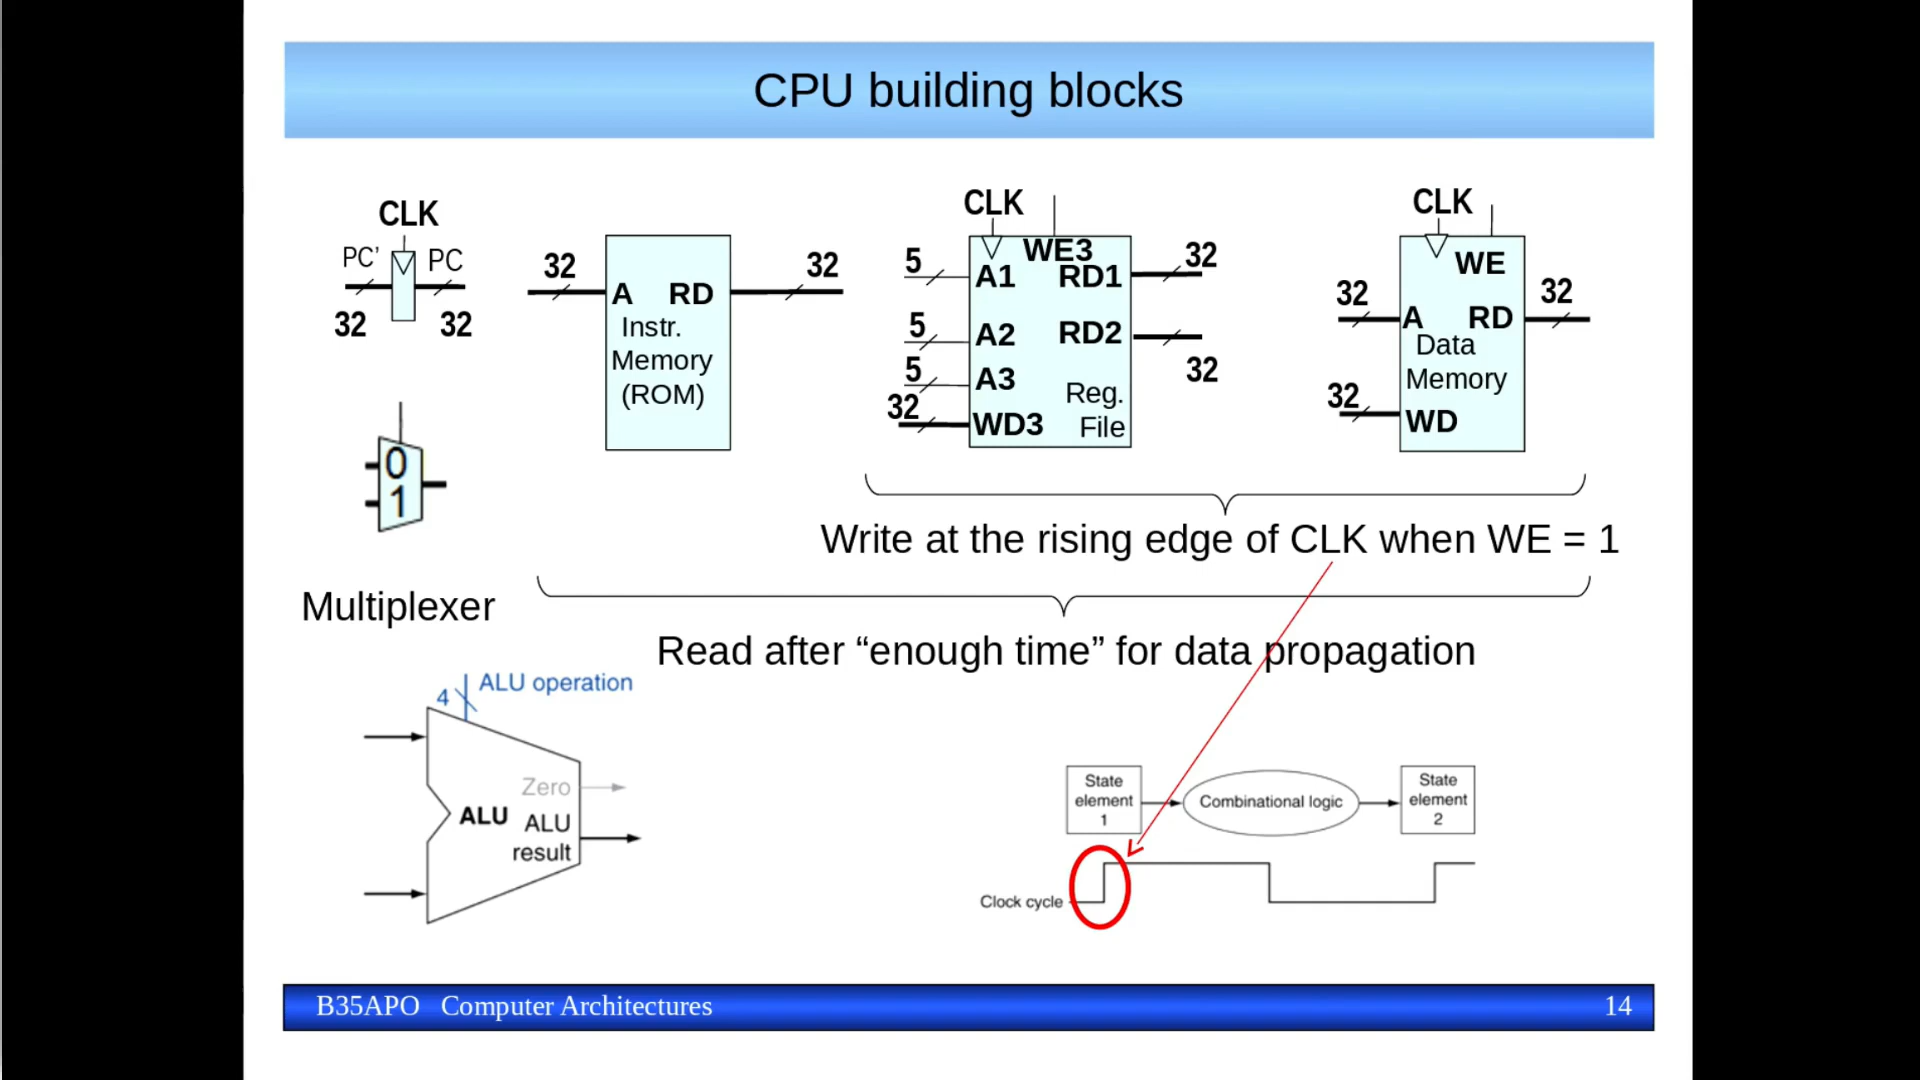 CPU building blocks
CLK
PC’ PC
32 32
32 32
A RD
Instr.
Memory
(ROM)
CLK
WE3
5 A1 RD1 32
5 A2 RD2 32
5 A3
32 WD3
Reg.
File
CLK
WE
32 A RD 32
Data
Memory
32 WD
0
1
Multiplexer
Write at the rising edge of CLK when WE = 1
Read after “enough time” for data propagation
4 ALU operation
Zero
ALU ALU
result
State
element
1
Combinational logic
State
element
2
Clock cycle
B35APO Computer Architectures 14